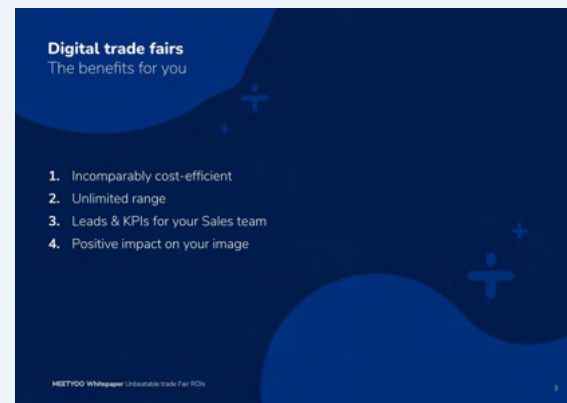 Digital trade fairs
The benefits for you
1. Incomparably cost-efficient
2. Unlimited range
3. Leads & KPIs for your Sales team
4. Positive impact on your image
MEETYOO Whitepaper Unbeatable trade Fair ROIs
3